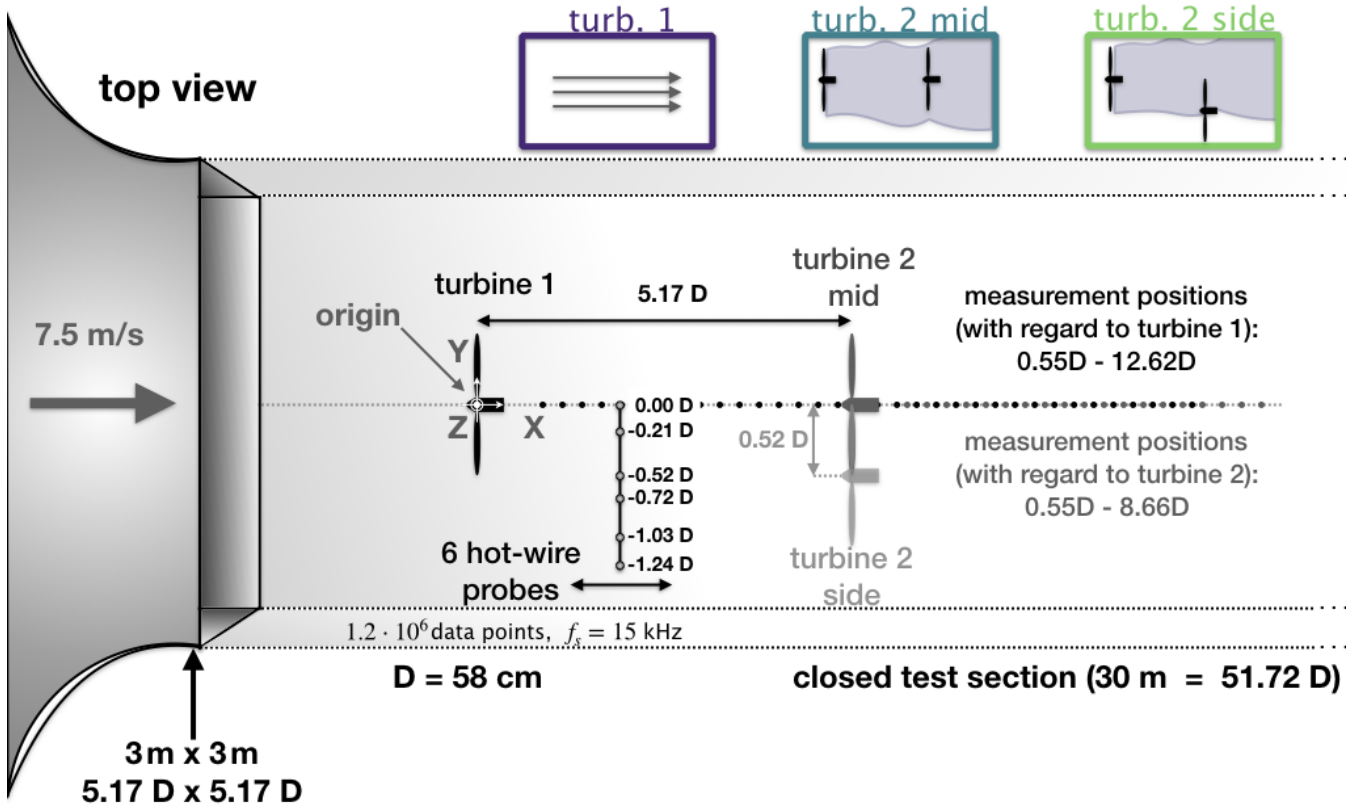 turb. 1
turb. 2 mid
turb. 2 side
top view
turbine 1
5.17 D
turbine 2
mid
measurement positions
(with regard to turbine 1):
0.55D - 12.62D
origin
7.5 m/s
Y
Z
X
0.00 D
-0.21 D
-0.52 D
-0.72 D
-1.03 D
-1.24 D
0.52 D
measurement positions
(with regard to turbine 2):
0.55D - 8.66D
6 hot-wire
probes
turbine 2
side
1.2 · 10⁶ data points, fₛ = 15 kHz
D = 58 cm
closed test section (30 m = 51.72 D)
3 m x 3 m
5.17 D x 5.17 D